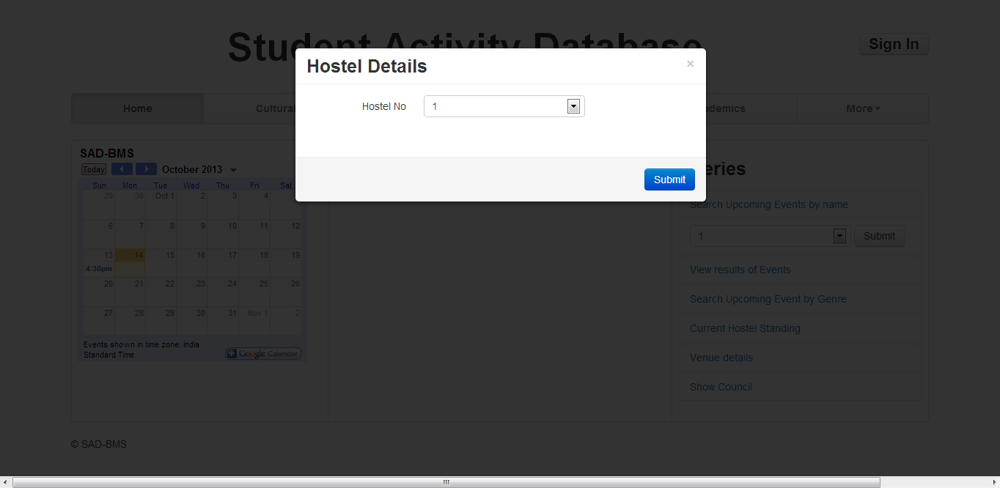 Student Activity Database
Sign In
Hostel Details
×
Hostel No
1
Submit
Home
Cultural
demics
More
SAD-BMS
Today
October 2013
Sun Mon Tue Wed Thu Fri Sat
29 30 Oct 1 2 3 4
6 7 8 9 10 11 12
13 14 15 16 17 18 19
4:30pm
20 21 22 23 24 25 26
27 28 29 30 31 Nov 1 2
Events shown in time zone: India
Standard Time
Google Calendar
eries
Search Upcoming Events by name
1
Submit
View results of Events
Search Upcoming Event by Genre
Current Hostel Standing
Venue details
Show Council
© SAD-BMS